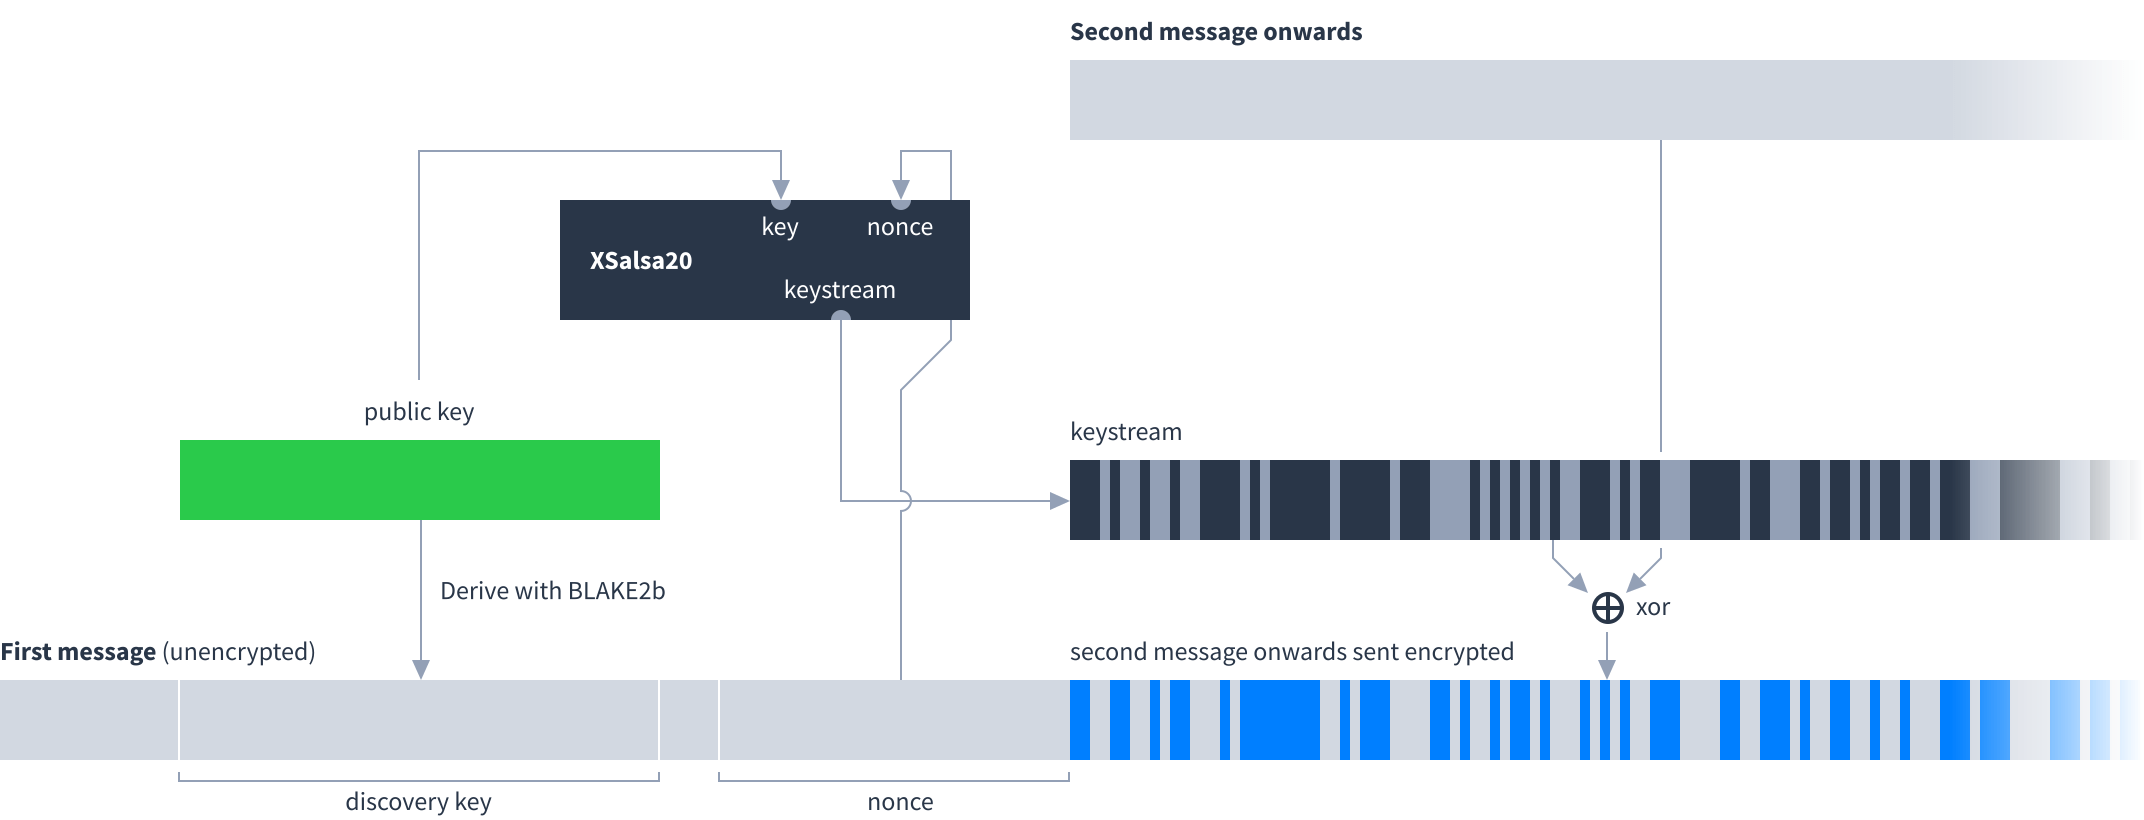 Second message onwards
key
nonce
XSalsa20
keystream
public key
keystream
Derive with BLAKE2b
xor
First message (unencrypted)
second message onwards sent encrypted
discovery key
nonce